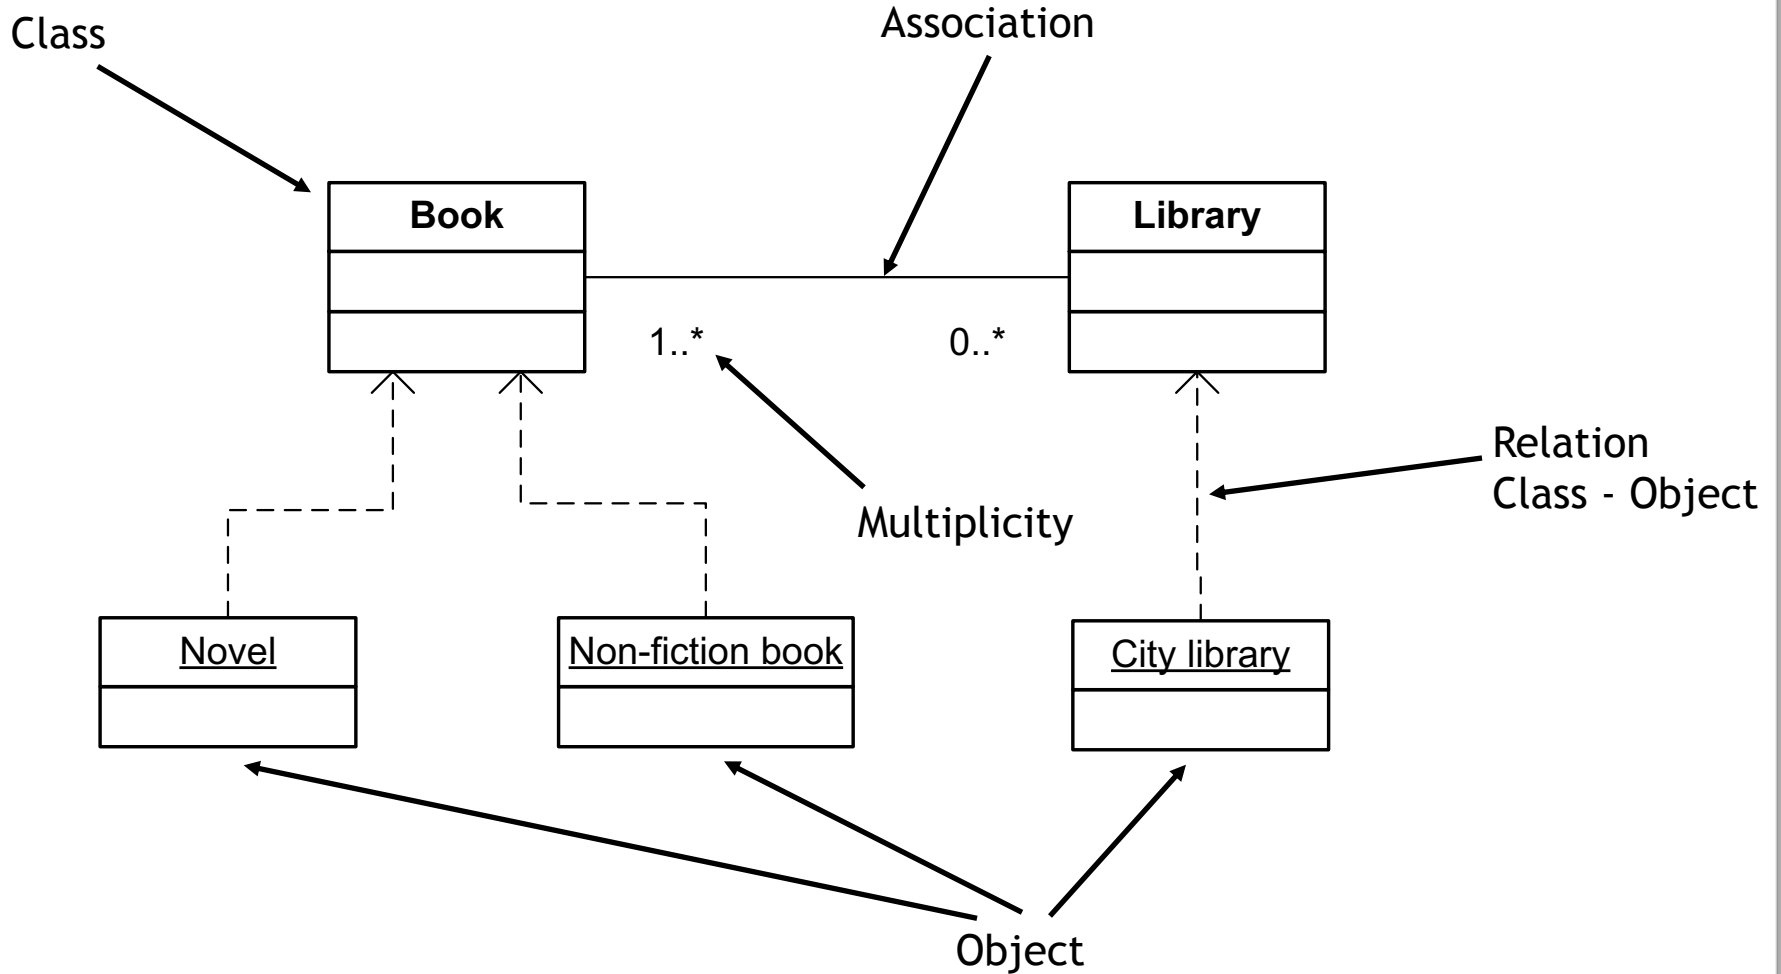 Class
Association
Book
Library
1..*
0..*
Relation
Class - Object
Multiplicity
Novel
Non-fiction book
City library
Object